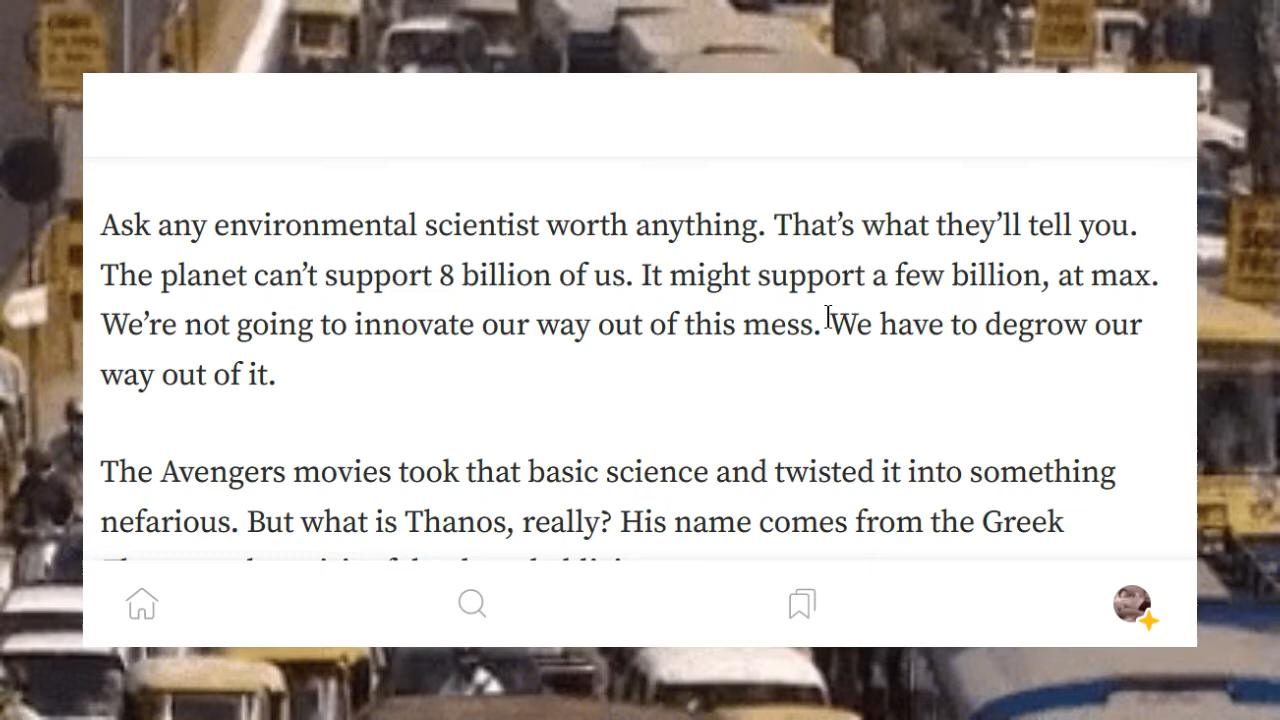 Ask any environmental scientist worth anything. That’s what they’ll tell you.
The planet can’t support 8 billion of us. It might support a few billion, at max.
We’re not going to innovate our way out of this mess. We have to degrow our
way out of it.
The Avengers movies took that basic science and twisted it into something
nefarious. But what is Thanos, really? His name comes from the Greek